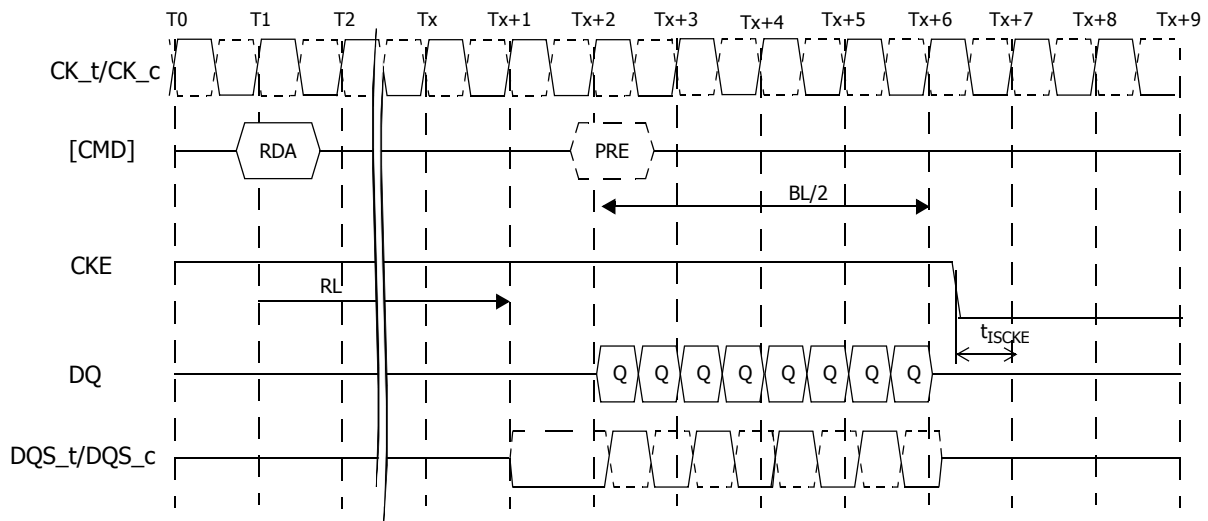 T0 T1 T2 Tx Tx+1 Tx+2 Tx+3 Tx+4 Tx+5 Tx+6 Tx+7 Tx+8 Tx+9
CK_t/CK_c
[CMD] RDA PRE
BL/2
CKE
RL
tISCKE
DQ Q Q Q Q Q Q Q Q
DQS_t/DQS_c